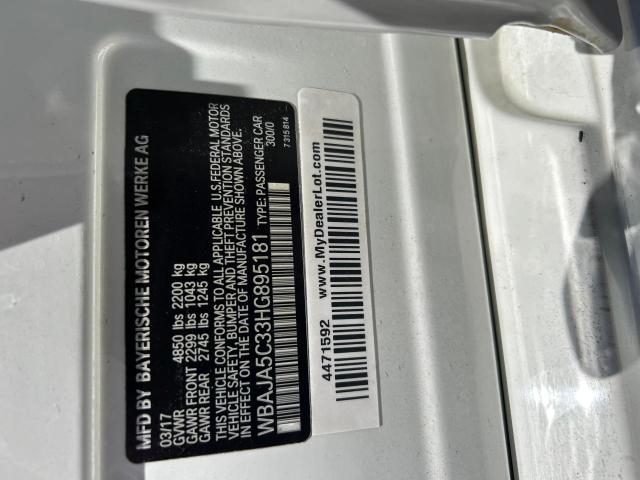 MFD BY BAYERISCHE MOTOREN WERKE AG
03/17
GVWR 4850 lbs 2200 kg
GAWR FRONT 2299 lbs 1043 kg
GAWR REAR 2745 lbs 1245 kg
THIS VEHICLE CONFORMS TO ALL APPLICABLE U.S. FEDERAL MOTOR
VEHICLE SAFETY, BUMPER, AND THEFT PREVENTION STANDARDS
IN EFFECT ON THE DATE OF MANUFACTURE SHOWN ABOVE.
WBAJA5C33HG895181 TYPE: PASSENGER CAR
300/0
7 315 814
4471592 www.MyDealerLot.com